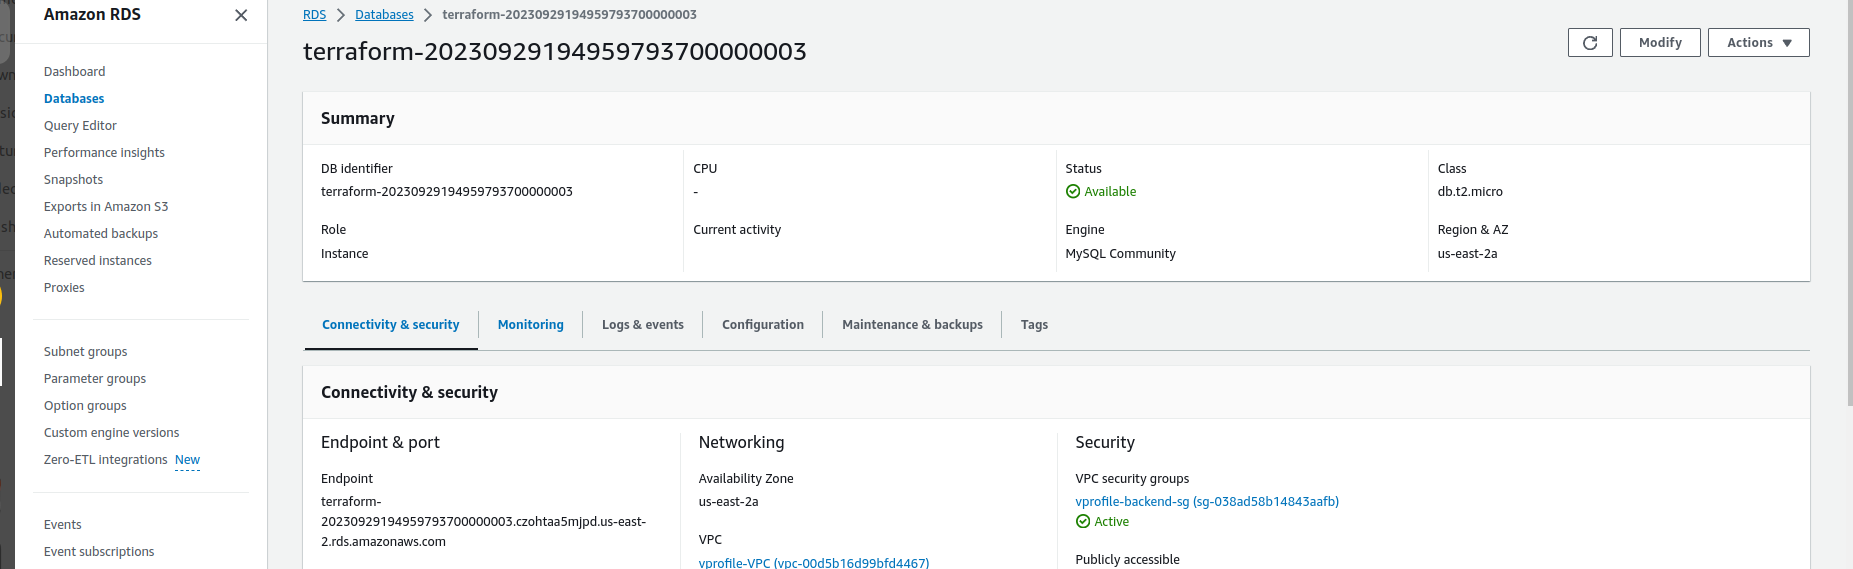 Amazon RDS
Dashboard
Databases
Query Editor
Performance insights
Snapshots
Exports in Amazon S3
Automated backups
Reserved instances
Proxies
Subnet groups
Parameter groups
Option groups
Custom engine versions
Zero-ETL integrations New
Events
Event subscriptions
RDS > Databases > terraform-20230929194959793700000003
terraform-20230929194959793700000003
Modify
Actions
Summary
DB identifier
terraform-20230929194959793700000003
CPU
-
Status
Available
Class
db.t2.micro
Role
Instance
Current activity
Engine
MySQL Community
Region & AZ
us-east-2a
Connectivity & security
Monitoring
Logs & events
Configuration
Maintenance & backups
Tags
Connectivity & security
Endpoint & port
Endpoint
terraform-
20230929194959793700000003.czohtaa5mjpd.us-east-
2.rds.amazonaws.com
Networking
Availability Zone
us-east-2a
VPC
vprofile-VPC (vpc-00d5b16d99bfd4467)
Security
VPC security groups
vprofile-backend-sg (sg-038ad58b14843aafb)
Active
Publicly accessible